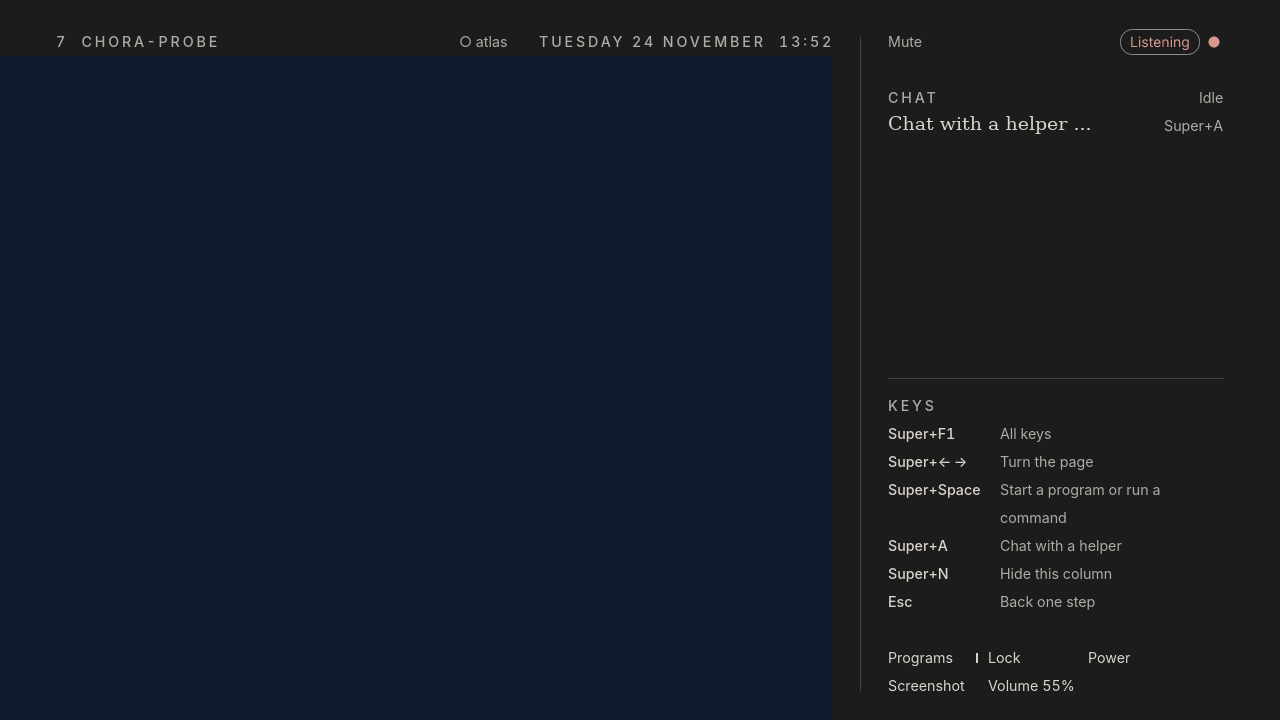 7 CHORA-PROBE
atlas
TUESDAY 24 NOVEMBER 13:52
Mute
Listening
CHAT
Idle
Chat with a helper ...
Super+A
KEYS
Super+F1 All keys
Super+← → Turn the page
Super+Space Start a program or run a
command
Super+A Chat with a helper
Super+N Hide this column
Esc Back one step
Programs Lock Power
Screenshot Volume 55%